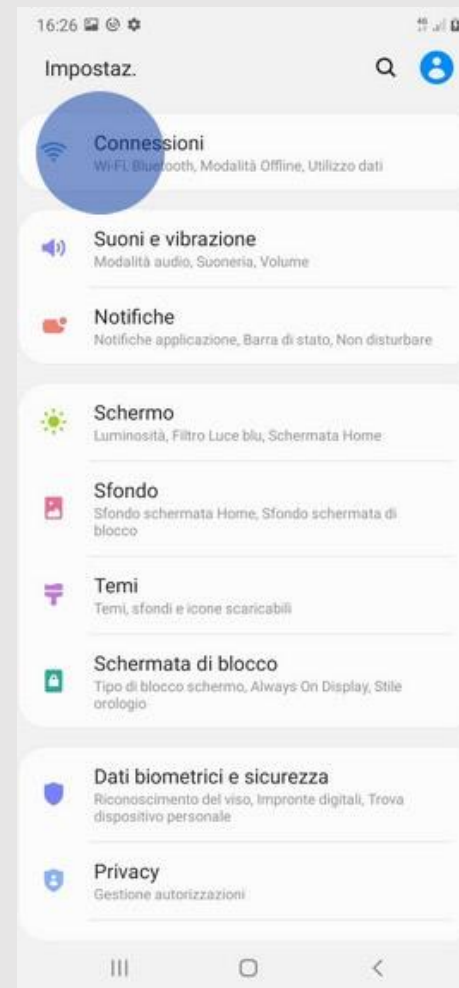 16:26
Impostaz.
Connessioni
Wi-Fi, Bluetooth, Modalità Offline, Utilizzo dati
Suoni e vibrazione
Modalità audio, Suoneria, Volume
Notifiche
Notifiche applicazione, Barra di stato, Non disturbare
Schermo
Luminosità, Filtro Luce blu, Schermata Home
Sfondo
Sfondo schermata Home, Sfondo schermata di
blocco
Temi
Temi, sfondi e icone scaricabili
Schermata di blocco
Tipo di blocco schermo, Always On Display, Stile
orologio
Dati biometrici e sicurezza
Riconoscimento del viso, Impronte digitali, Trova
dispositivo personale
Privacy
Gestione autorizzazioni